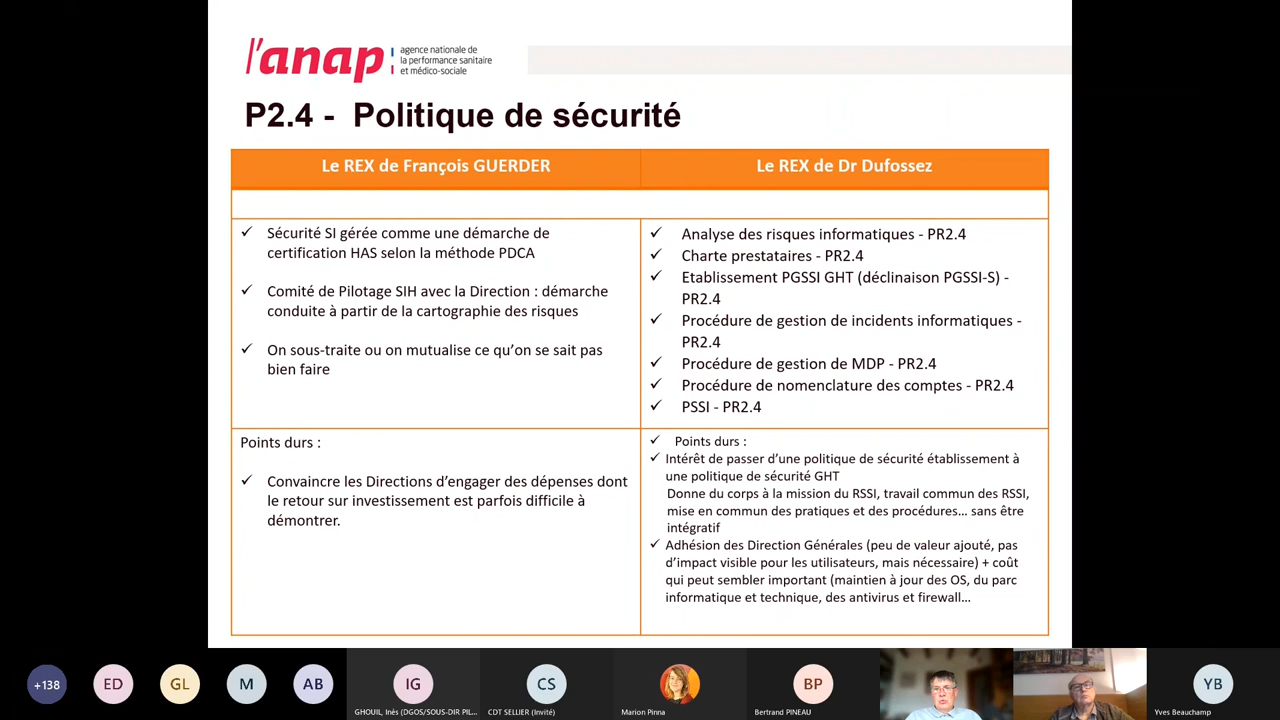 l'anap
agence nationale de
la performance sanitaire
et médico-sociale
P2.4 - Politique de sécurité
Le REX de François GUERDER
Le REX de Dr Dufossez
✓ Sécurité SI gérée comme une démarche de
certification HAS selon la méthode PDCA
✓ Comité de Pilotage SIH avec la Direction : démarche
conduite à partir de la cartographie des risques
✓ On sous-traite ou on mutualise ce qu'on se sait pas
bien faire
✓ Analyse des risques informatiques - PR2.4
✓ Charte prestataires - PR2.4
✓ Etablissement PGSSI GHT (déclinaison PGSSI-S) -
PR2.4
✓ Procédure de gestion de incidents informatiques -
PR2.4
✓ Procédure de gestion de MDP - PR2.4
✓ Procédure de nomenclature des comptes - PR2.4
✓ PSSI - PR2.4
Points durs :
✓ Convaincre les Directions d'engager des dépenses dont
le retour sur investissement est parfois difficile à
démontrer.
✓ Points durs :
✓ Intérêt de passer d'une politique de sécurité établissement à
une politique de sécurité GHT
Donne du corps à la mission du RSSI, travail commun des RSSI,
mise en commun des pratiques et des procédures... sans être
intégratif
✓ Adhésion des Direction Générales (peu de valeur ajouté, pas
d'impact visible pour les utilisateurs, mais nécessaire) + coût
qui peut sembler important (maintien à jour des OS, du parc
informatique et technique, des antivirus et firewall...
+138
ED
GL
M
AB
IG
GHOUIL, Inès (DGOS/SOUS-DIR PIL...
CS
CDT SELLIER (Invité)
Marion Pinna
BP
Bertrand PINEAU
YB
Yves Beauchamp